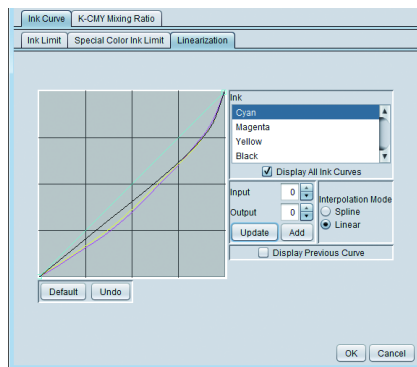 Ink Curve K-CMY Mixing Ratio
Ink Limit Special Color Ink Limit Linearization
Ink
Cyan
Magenta
Yellow
Black
Display All Ink Curves
Input 0
Output 0
Update Add
Interpolation Mode
Spline
Linear
Display Previous Curve
Default Undo
OK Cancel